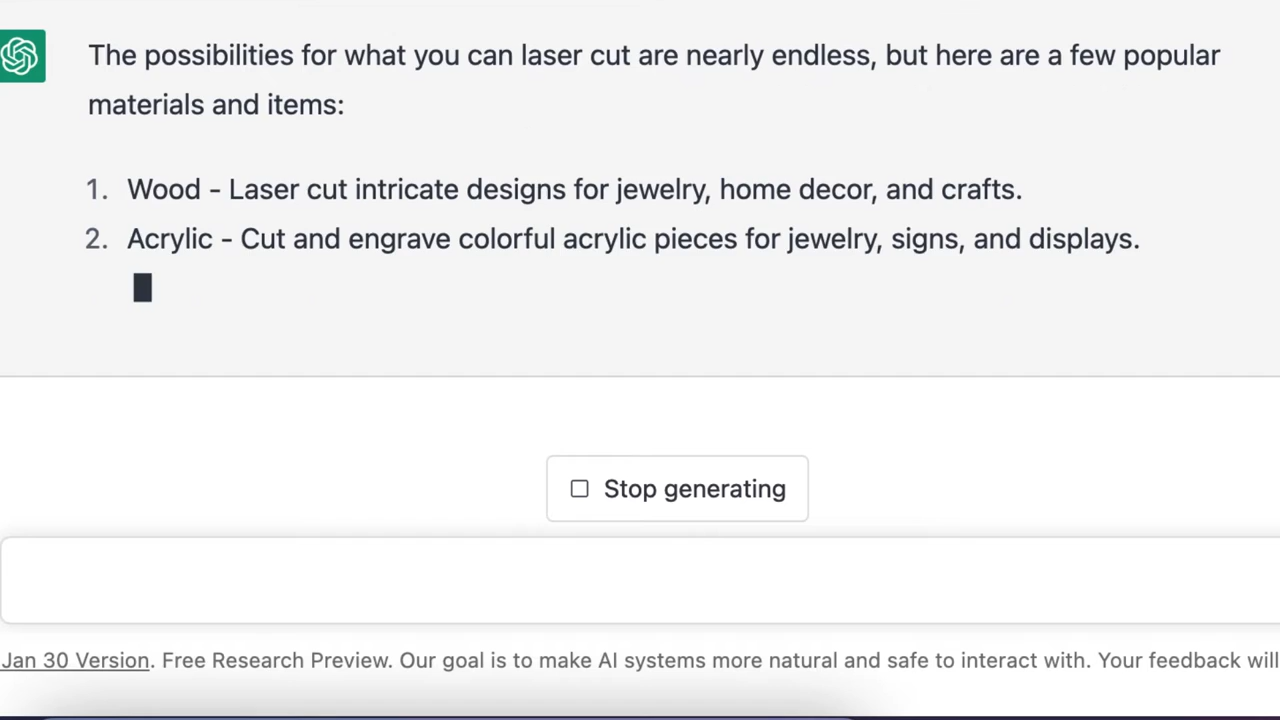 The possibilities for what you can laser cut are nearly endless, but here are a few popular
materials and items:
1. Wood - Laser cut intricate designs for jewelry, home decor, and crafts.
2. Acrylic - Cut and engrave colorful acrylic pieces for jewelry, signs, and displays.
Stop generating
Jan 30 Version. Free Research Preview. Our goal is to make AI systems more natural and safe to interact with. Your feedback will